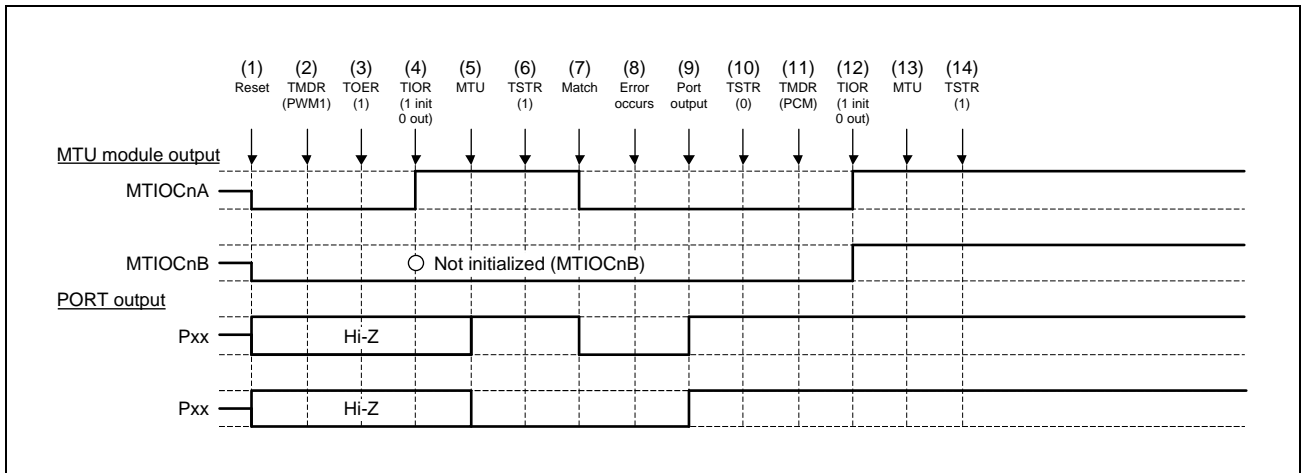 (1) (2) (3) (4) (5) (6) (7) (8) (9) (10) (11) (12) (13) (14)
Reset TMDR TOER TIOR MTU TSTR Match Error Port TSTR TMDR TIOR MTU TSTR
(PWM1) (1) (1 init (1) occurs output (0) (PCM) (1 init (1)
0 out) 0 out)
MTU module output
MTIOCnA
MTIOCnB Not initialized (MTIOCnB)
PORT output
Pxx Hi-Z
Pxx Hi-Z